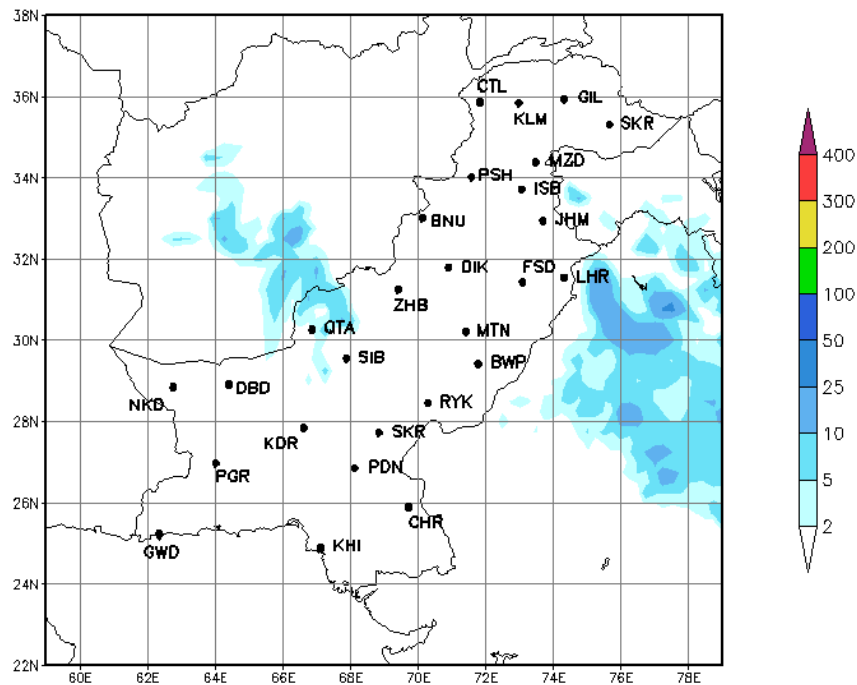 38N
36N
34N
32N
30N
28N
26N
24N
22N
60E
62E
64E
66E
68E
70E
72E
74E
76E
78E
CTL
KLM
GIL
SKR
MZD
PSH
ISB
BNU
JHM
DIK
FSD
LHR
ZHB
QTA
MTN
SIB
BWP
NKD
DBD
RYK
KDR
SKR
PGR
PDN
CHR
GWD
KHI
400
300
200
100
50
25
10
5
2